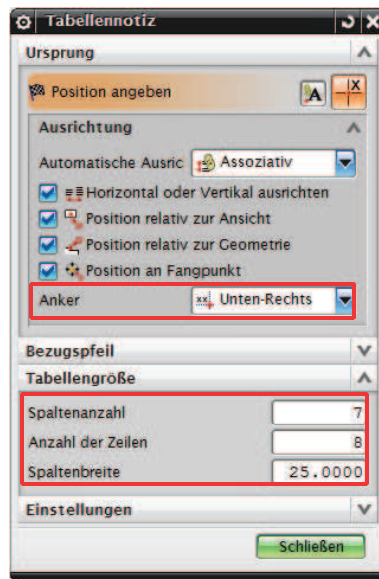 Tabellennotiz
Ursprung
Position angeben
A
X
Ausrichtung
Automatische Ausric Assoziativ
Horizontal oder Vertikal ausrichten
Position relativ zur Ansicht
Position relativ zur Geometrie
Position an Fangpunkt
Anker xx Unten-Rechts
Bezugspfeil
Tabellengröße
Spaltenanzahl 7
Anzahl der Zeilen 8
Spaltenbreite 25.0000
Einstellungen
Schließen